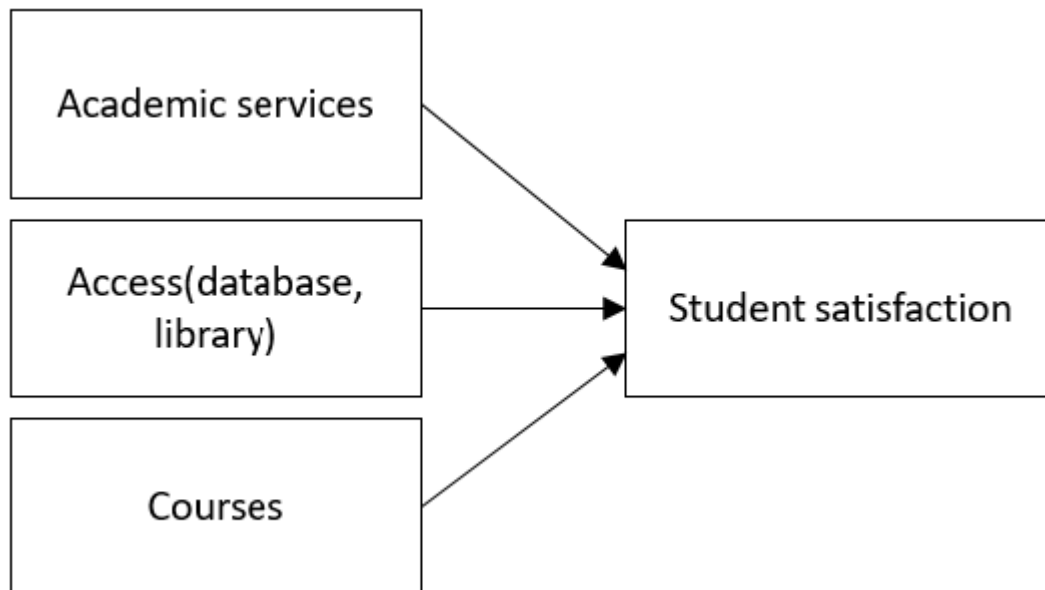 Academic services
Access(database,
library)
Student satisfaction
Courses